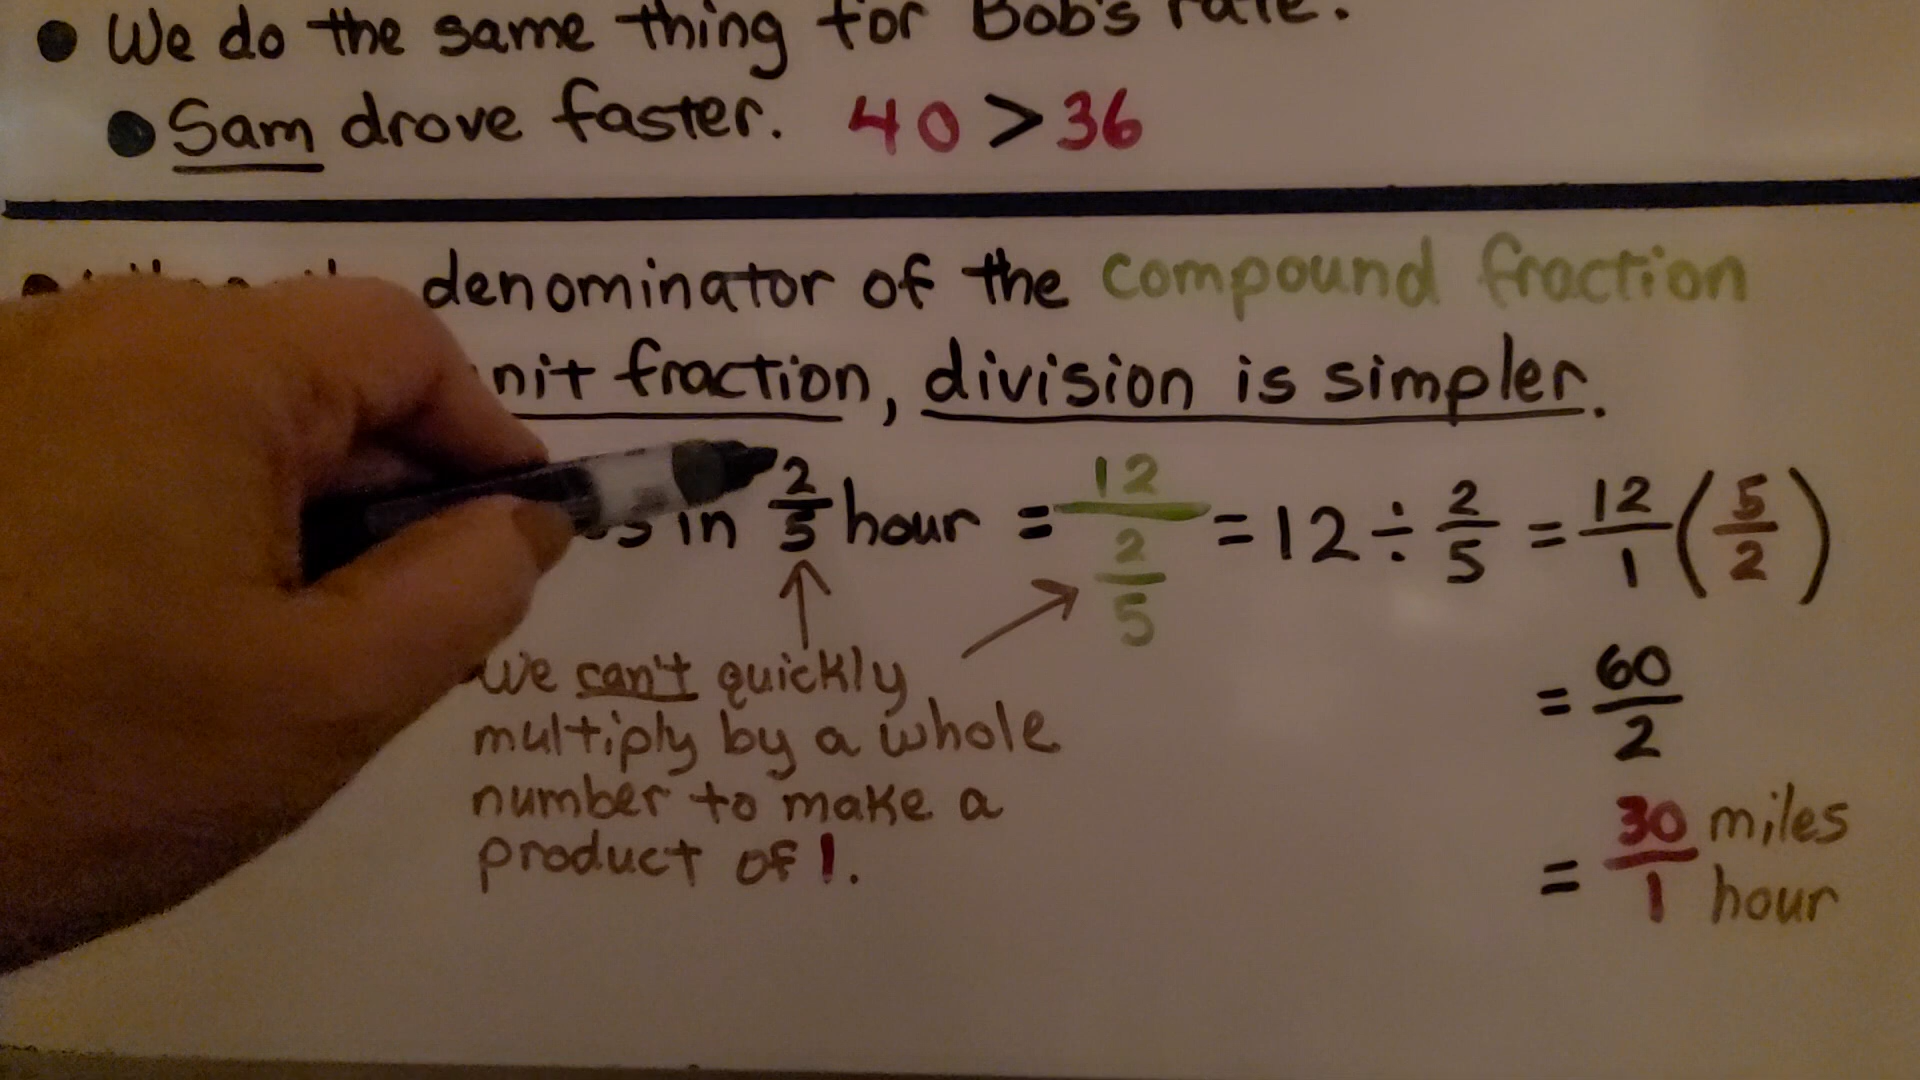 • We do the same thing for Bob's rate.
• Sam drove faster. 40 > 36
denominator of the compound fraction
nit fraction, division is simpler.
s in 2/5 hour = 12/(2/5) = 12 ÷ 2/5 = 12/1 (5/2)
= 60/2
= 30/1 miles/hour
We can't quickly
multiply by a whole
number to make a
product of 1.